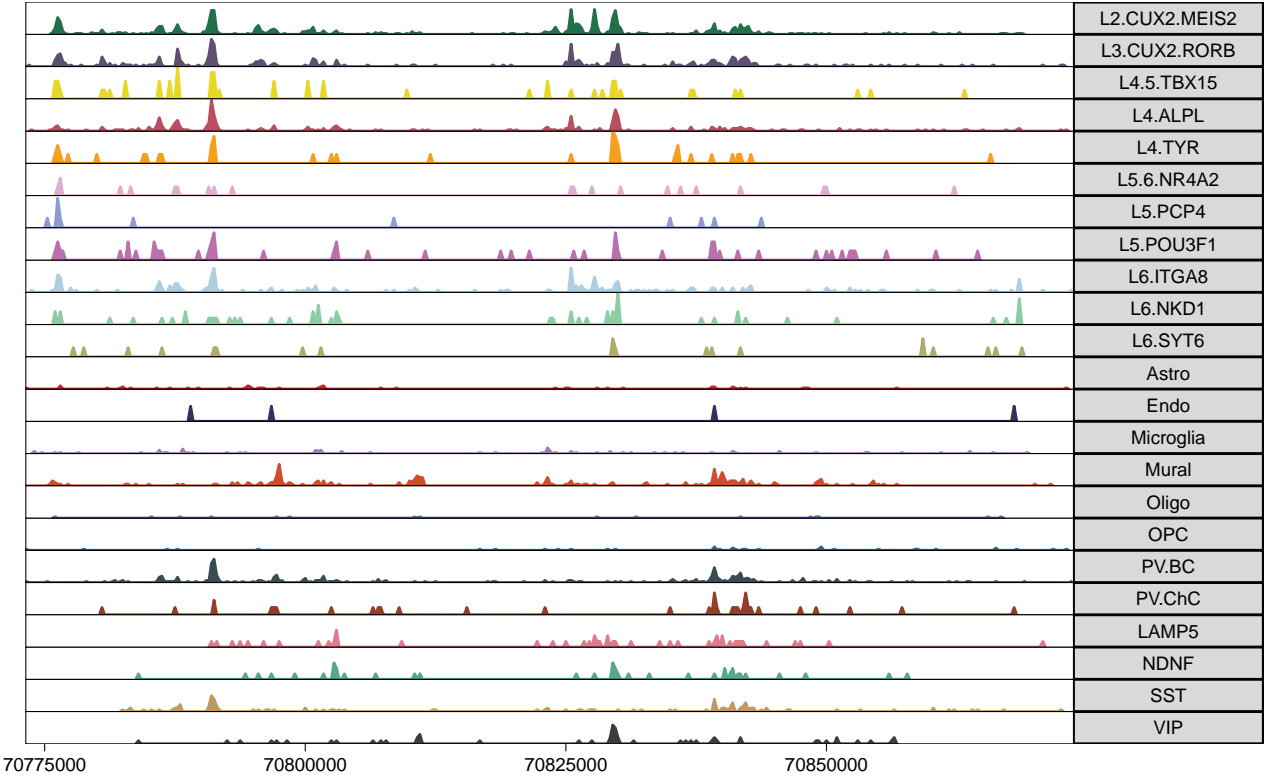 L2.CUX2.MEIS2
L3.CUX2.RORB
L4.5.TBX15
L4.ALPL
L4.TYR
L5.6.NR4A2
L5.PCP4
L5.POU3F1
L6.ITGA8
L6.NKD1
L6.SYT6
Astro
Endo
Microglia
Mural
Oligo
OPC
PV.BC
PV.ChC
LAMP5
NDNF
SST
VIP
70775000 70800000 70825000 70850000